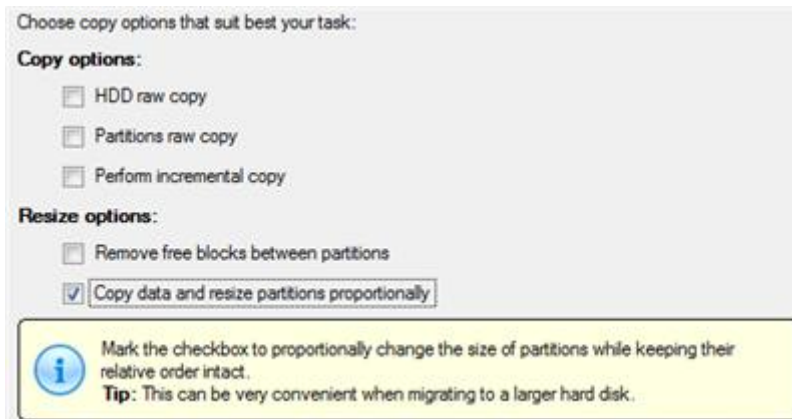 Choose copy options that suit best your task:
Copy options:
HDD raw copy
Partitions raw copy
Perform incremental copy
Resize options:
Remove free blocks between partitions
Copy data and resize partitions proportionally
Mark the checkbox to proportionally change the size of partitions while keeping their
relative order intact.
Tip: This can be very convenient when migrating to a larger hard disk.